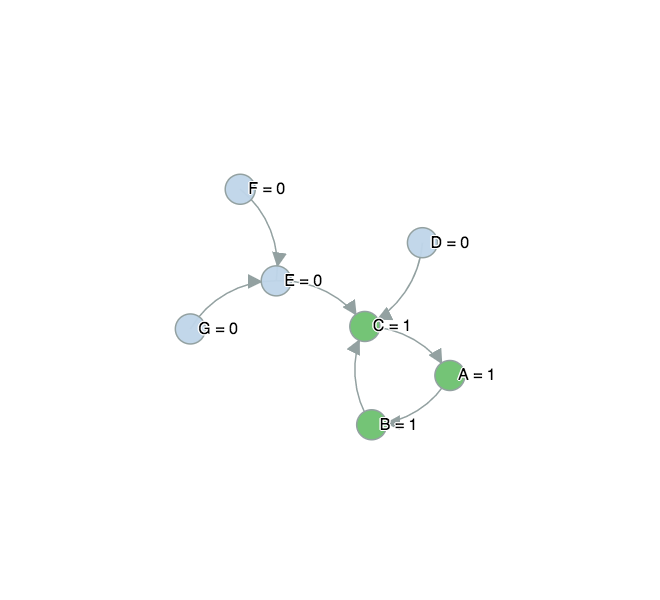 F = 0
D = 0
E = 0
G = 0
C = 1
A = 1
B = 1